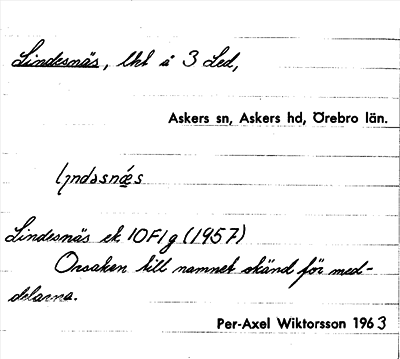 Lindesnäs, lht å 3 Led,
Askers sn, Askers hd, Örebro län.
lɩndəsnǽs
Lindesnäs ek 10F1g (1957)
Orsaken till namnet okänd för med-
delarna.
Per-Axel Wiktorsson 1963